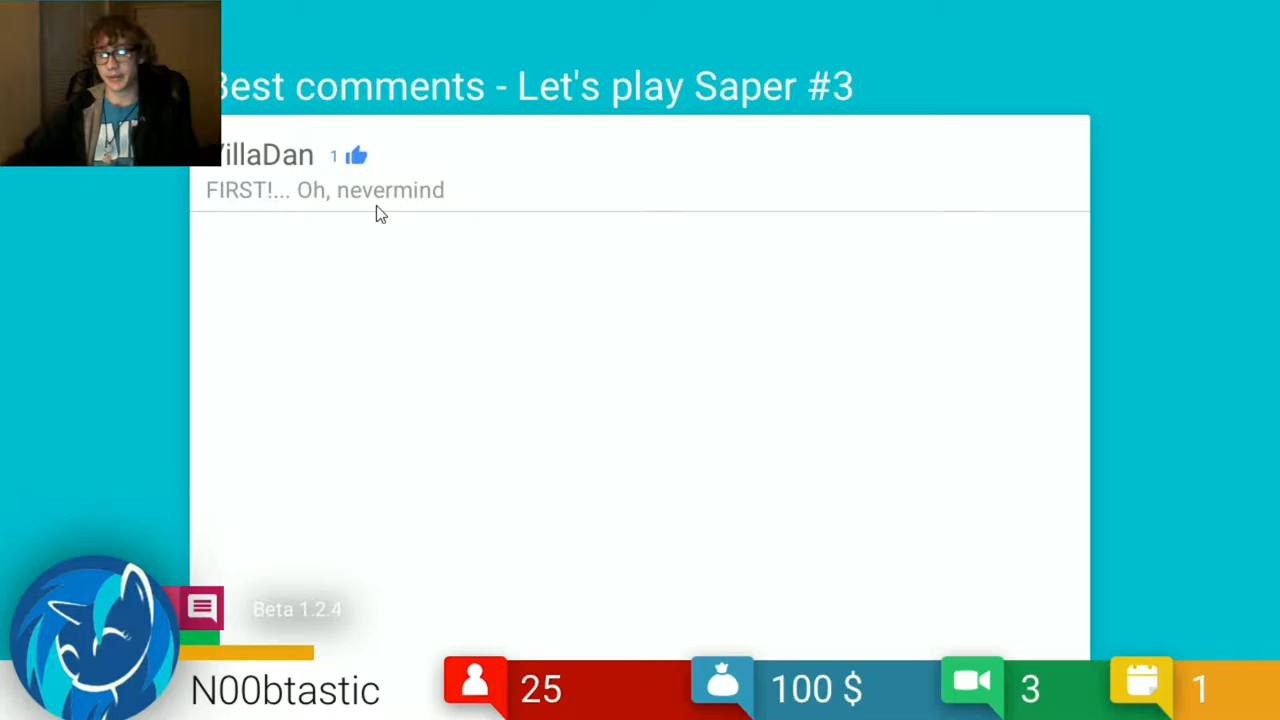 Best comments - Let's play Saper #3
VillaDan 1
FIRST!... Oh, nevermind
Beta 1.2.4
N00btastic
25
100 $
3
1